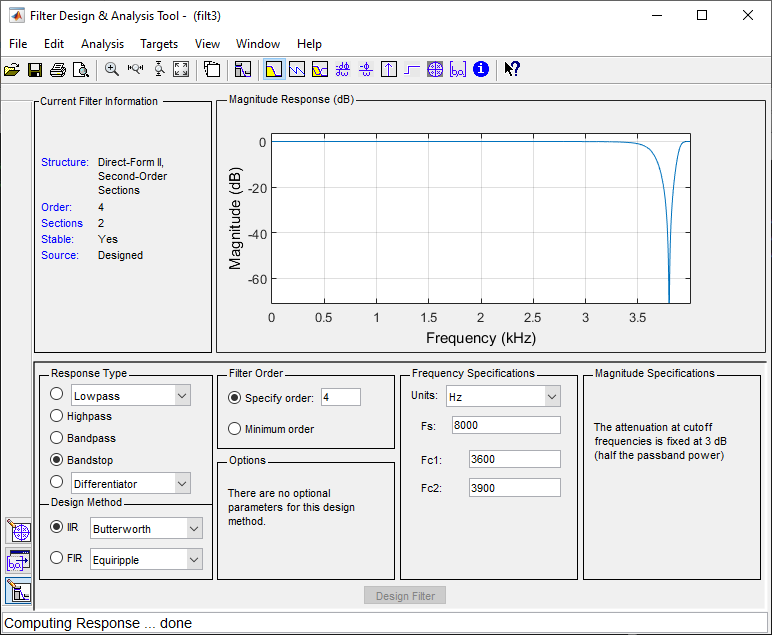 Filter Design & Analysis Tool - (filt3)
File Edit Analysis Targets View Window Help
Current Filter Information
Structure: Direct-Form II,
Second-Order
Sections
Order: 4
Sections 2
Stable: Yes
Source: Designed
Magnitude Response (dB)
0
-20
-40
-60
Magnitude (dB)
0 0.5 1 1.5 2 2.5 3 3.5
Frequency (kHz)
Response Type
Lowpass
Highpass
Bandpass
Bandstop
Differentiator
Design Method
IIR Butterworth
FIR Equiripple
Filter Order
Specify order: 4
Minimum order
Options
There are no optional
parameters for this design
method.
Frequency Specifications
Units: Hz
Fs: 8000
Fc1: 3600
Fc2: 3900
Magnitude Specifications
The attenuation at cutoff
frequencies is fixed at 3 dB
(half the passband power)
Design Filter
Computing Response ... done